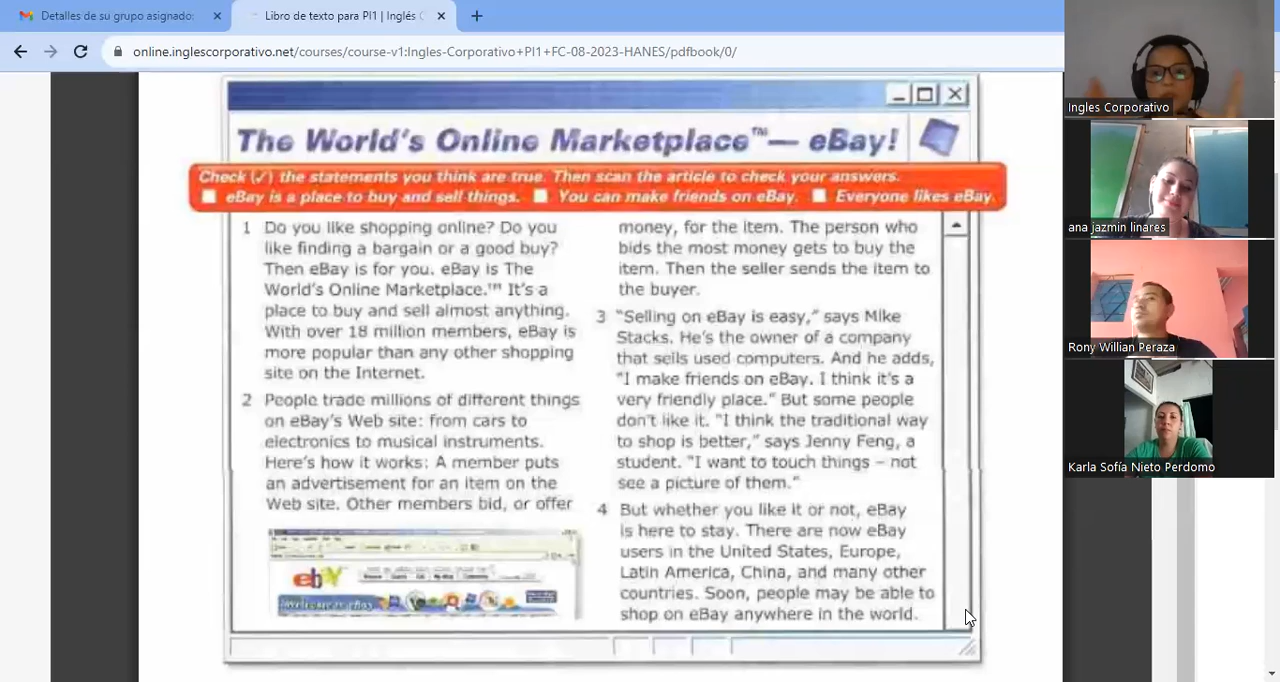 Detalles de su grupo asignado:
Libro de texto para PI1 | Inglés C
online.inglescorporativo.net/courses/course-v1:Ingles-Corporativo+PI1+FC-08-2023-HANES/pdfbook/0/
The World's Online Marketplace™— eBay!
Check (✓) the statements you think are true. Then scan the article to check your answers.
eBay is a place to buy and sell things.
You can make friends on eBay.
Everyone likes eBay.
1 Do you like shopping online? Do you
like finding a bargain or a good buy?
Then eBay is for you. eBay is The
World's Online Marketplace.™ It's a
place to buy and sell almost anything.
With over 18 million members, eBay is
more popular than any other shopping
site on the Internet.
2 People trade millions of different things
on eBay's Web site: from cars to
electronics to musical instruments.
Here's how it works: A member puts
an advertisement for an item on the
Web site. Other members bid, or offer
money, for the item. The person who
bids the most money gets to buy the
item. Then the seller sends the item to
the buyer.
3 "Selling on eBay is easy," says Mike
Stacks. He's the owner of a company
that sells used computers. And he adds,
"I make friends on eBay. I think it's a
very friendly place." But some people
don't like it. "I think the traditional way
to shop is better," says Jenny Feng, a
student. "I want to touch things – not
see a picture of them."
4 But whether you like it or not, eBay
is here to stay. There are now eBay
users in the United States, Europe,
Latin America, China, and many other
countries. Soon, people may be able to
shop on eBay anywhere in the world.
ebY
Welcome to eBay
Ingles Corporativo
ana jazmin linares
Rony Willian Peraza
Karla Sofía Nieto Perdomo